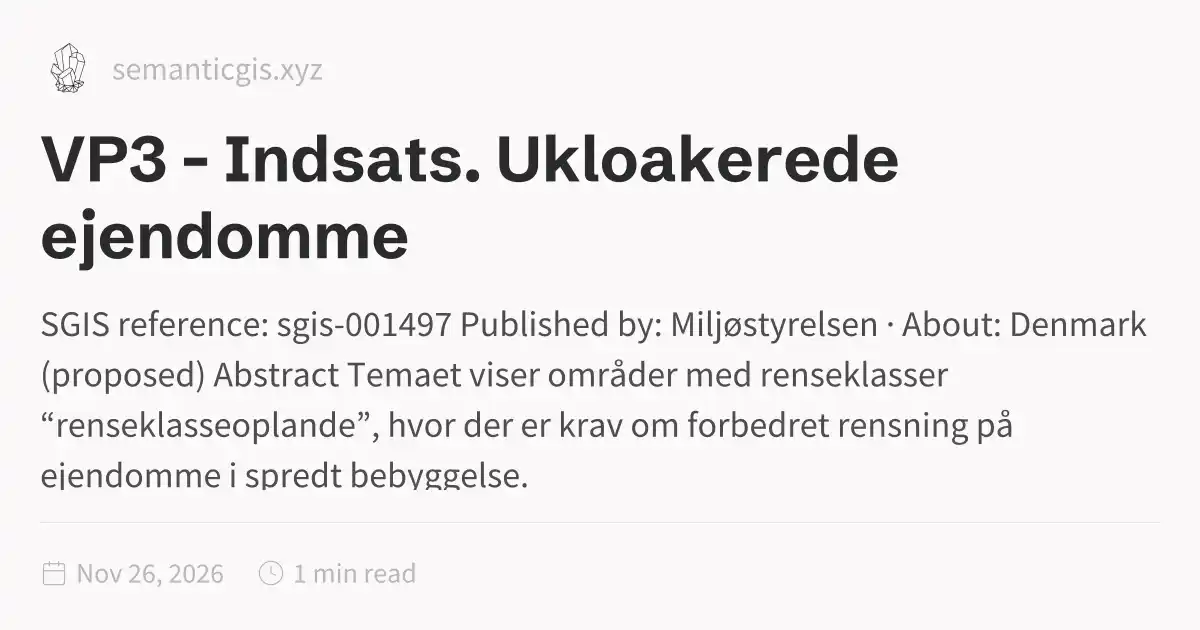 semanticgis.xyz
VP3 - Indsats. Ukloakerede
ejendomme
SGIS reference: sgis-001497 Published by: Miljøstyrelsen · About: Denmark
(proposed) Abstract Temaet viser områder med renseklasser
“renseklasseoplande”, hvor der er krav om forbedret rensning på
ejendomme i spredt bebyggelse.
Nov 26, 2026 1 min read